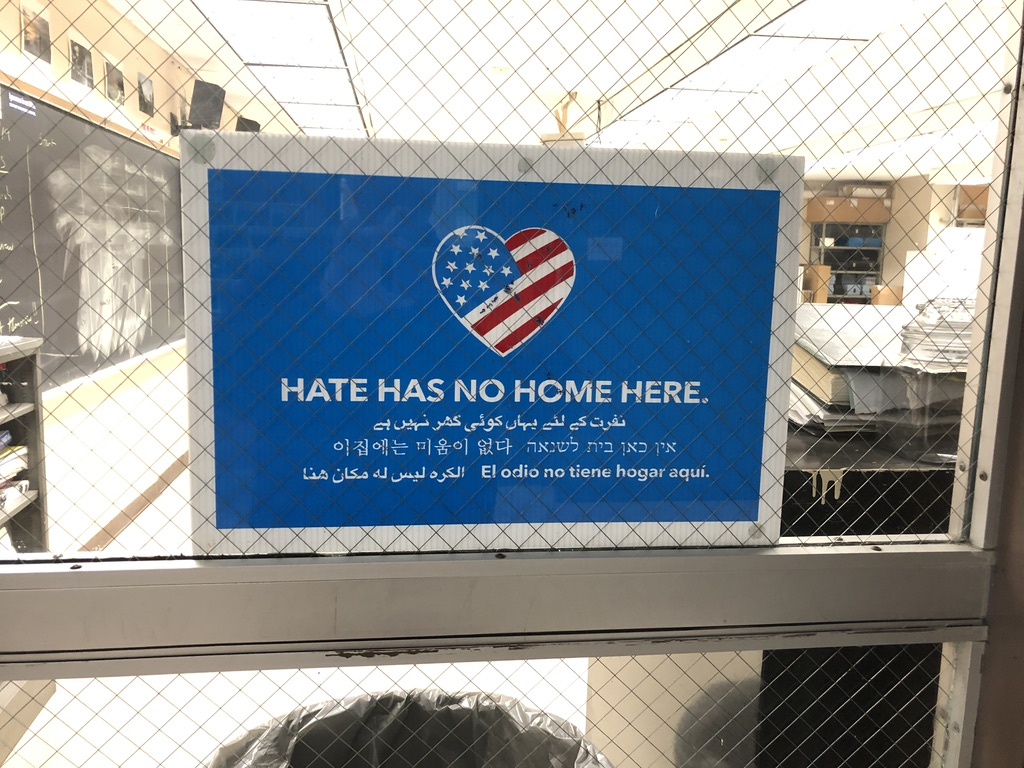 HATE HAS NO HOME HERE.
نفرت کے لئے یہاں کوئی گھر نہیں ہے
이집에는 미움이 없다 אין כאן בית לשנאה
الكره ليس له مكان هنا El odio no tiene hogar aquí.